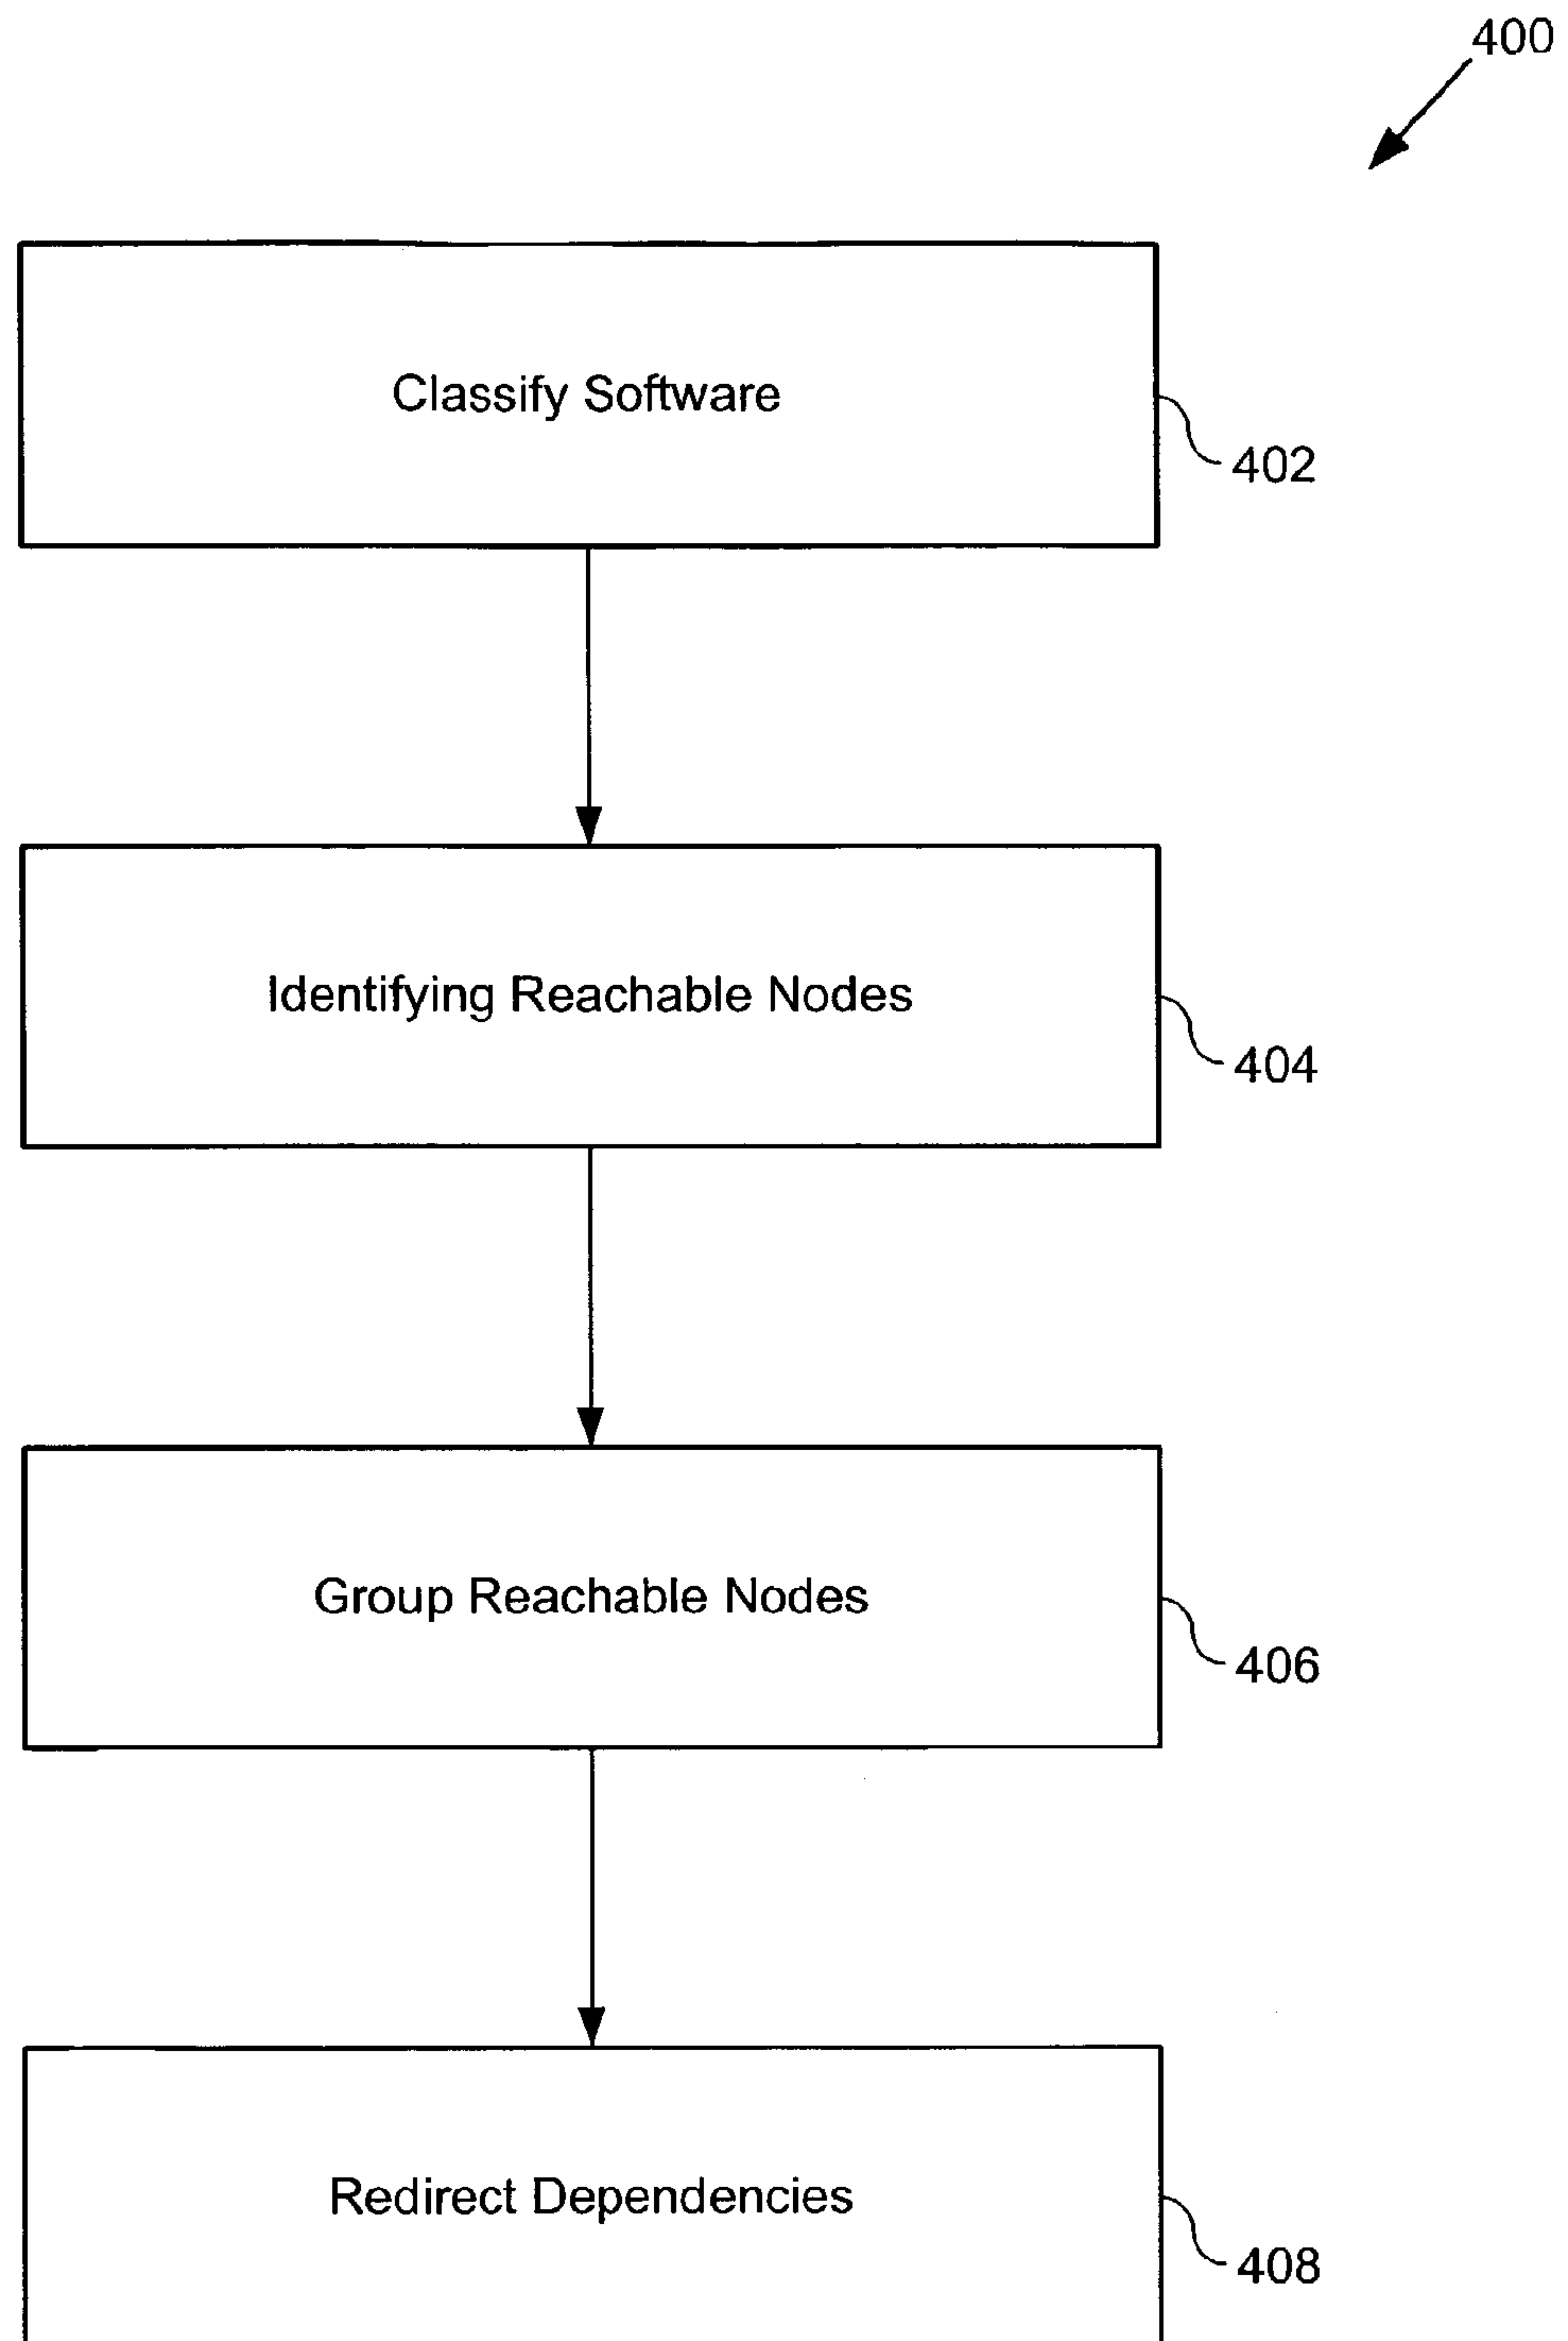 400
Classify Software
402
Identifying Reachable Nodes
404
Group Reachable Nodes
406
Redirect Dependencies
408